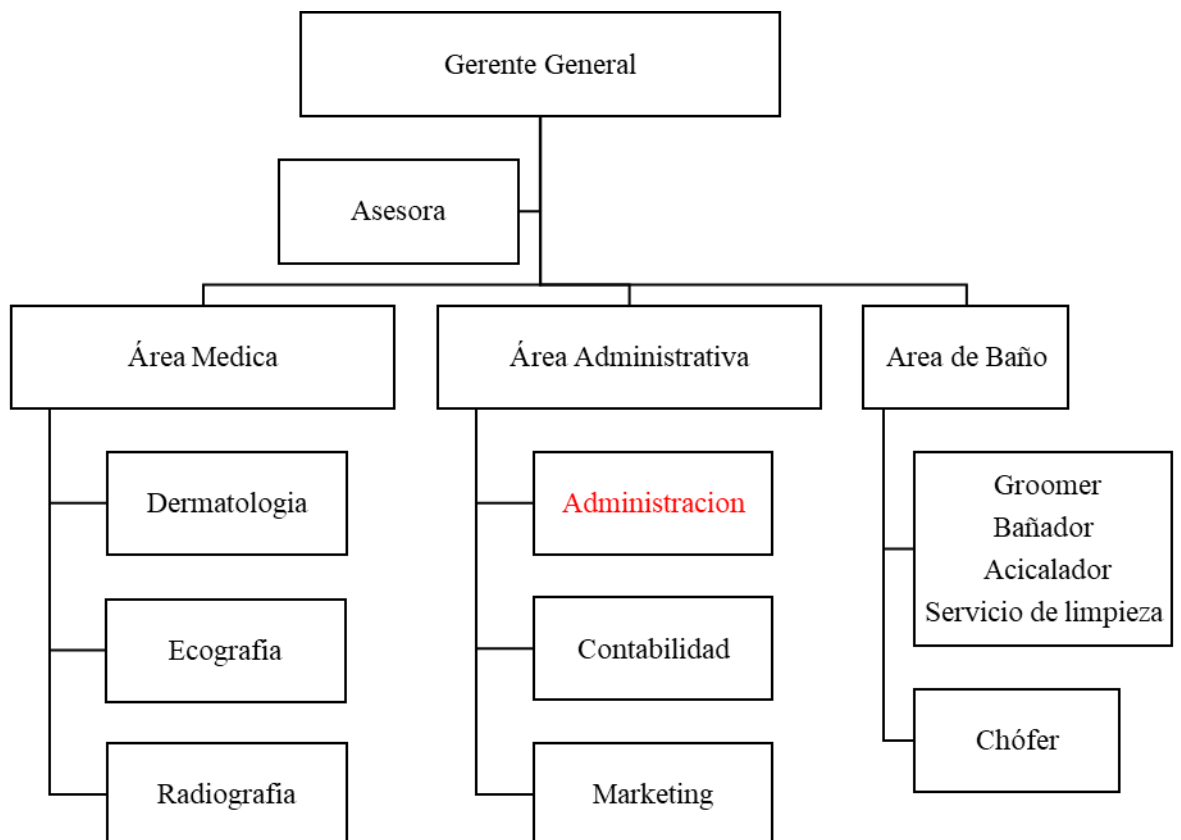 Gerente General
Asesora
Área Medica
Área Administrativa
Area de Baño
Dermatologia
Administracion
Groomer
Bañador
Acicalador
Servicio de limpieza
Ecografia
Contabilidad
Chófer
Radiografia
Marketing